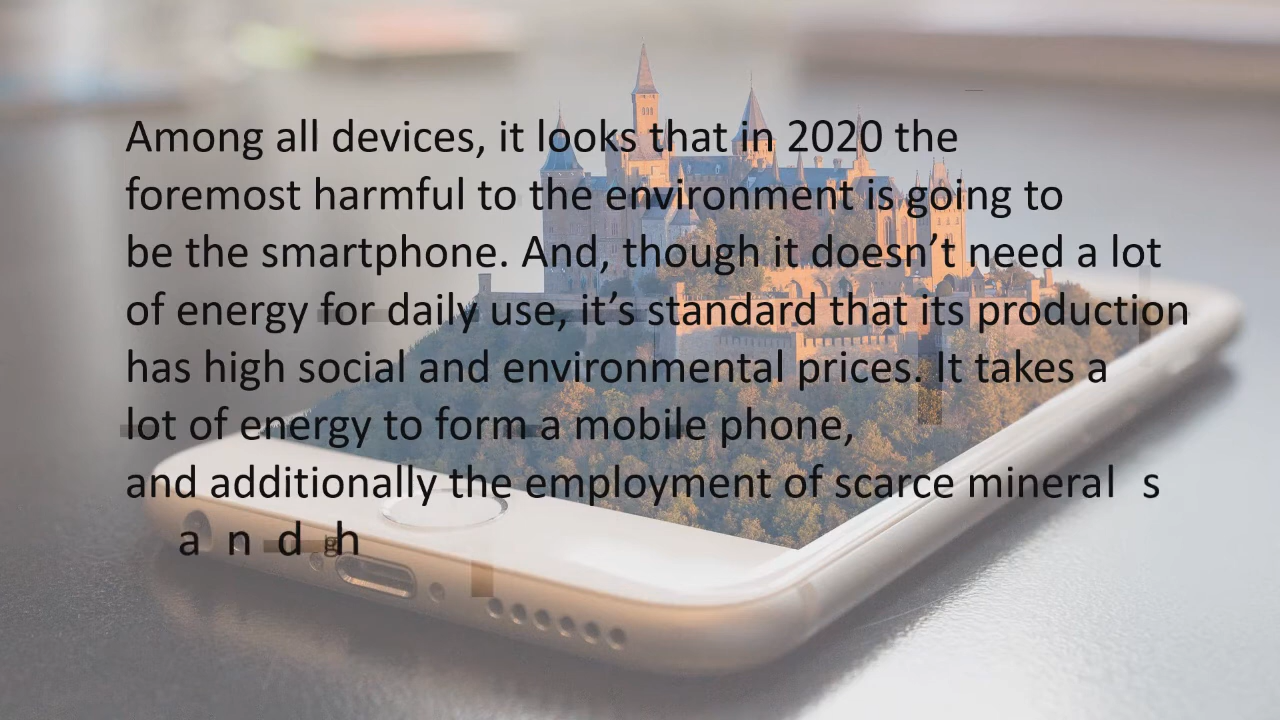 Among all devices, it looks that in 2020 the
foremost harmful to the environment is going to
be the smartphone. And, though it doesn’t need a lot
of energy for daily use, it’s standard that its production
has high social and environmental prices. It takes a
lot of energy to form a mobile phone,
and additionally the employment of scarce mineral s
a n d h